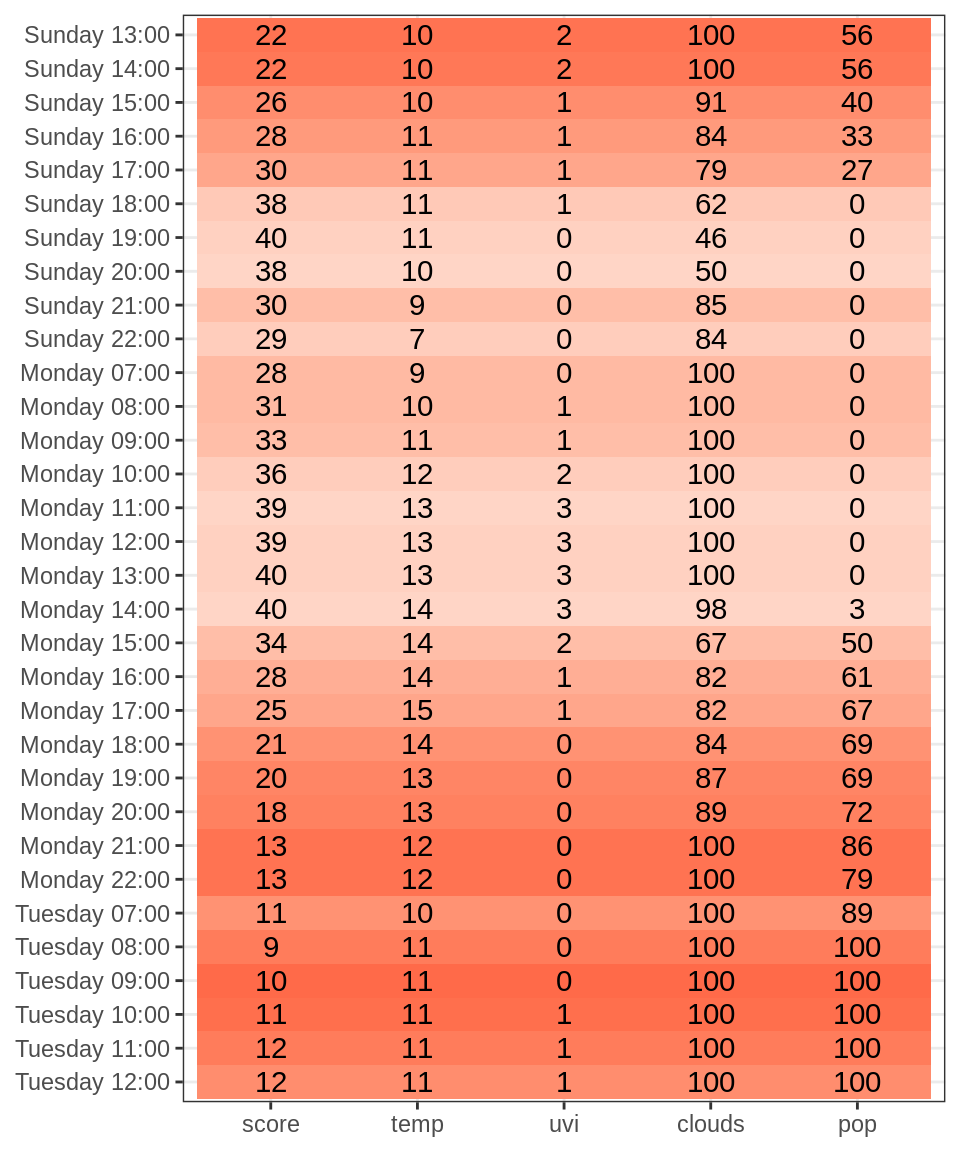 Sunday 13:00 22 10 2 100 56
Sunday 14:00 22 10 2 100 56
Sunday 15:00 26 10 1 91 40
Sunday 16:00 28 11 1 84 33
Sunday 17:00 30 11 1 79 27
Sunday 18:00 38 11 1 62 0
Sunday 19:00 40 11 0 46 0
Sunday 20:00 38 10 0 50 0
Sunday 21:00 30 9 0 85 0
Sunday 22:00 29 7 0 84 0
Monday 07:00 28 9 0 100 0
Monday 08:00 31 10 1 100 0
Monday 09:00 33 11 1 100 0
Monday 10:00 36 12 2 100 0
Monday 11:00 39 13 3 100 0
Monday 12:00 39 13 3 100 0
Monday 13:00 40 13 3 100 0
Monday 14:00 40 14 3 98 3
Monday 15:00 34 14 2 67 50
Monday 16:00 28 14 1 82 61
Monday 17:00 25 15 1 82 67
Monday 18:00 21 14 0 84 69
Monday 19:00 20 13 0 87 69
Monday 20:00 18 13 0 89 72
Monday 21:00 13 12 0 100 86
Monday 22:00 13 12 0 100 79
Tuesday 07:00 11 10 0 100 89
Tuesday 08:00 9 11 0 100 100
Tuesday 09:00 10 11 0 100 100
Tuesday 10:00 11 11 1 100 100
Tuesday 11:00 12 11 1 100 100
Tuesday 12:00 12 11 1 100 100
score temp uvi clouds pop